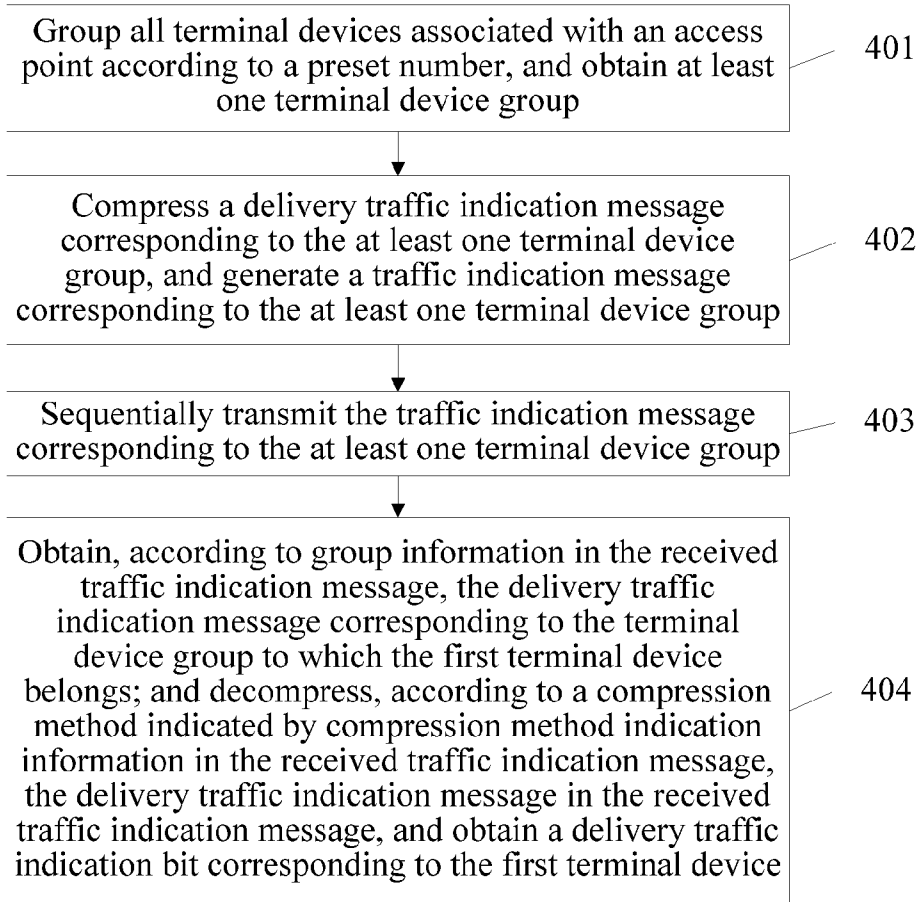 Group all terminal devices associated with an access
point according to a preset number, and obtain at least
one terminal device group
401
Compress a delivery traffic indication message
corresponding to the at least one terminal device
group, and generate a traffic indication message
corresponding to the at least one terminal device group
402
Sequentially transmit the traffic indication message
corresponding to the at least one terminal device group
403
Obtain, according to group information in the received
traffic indication message, the delivery traffic
indication message corresponding to the terminal
device group to which the first terminal device
belongs; and decompress, according to a compression
method indicated by compression method indication
information in the received traffic indication message,
the delivery traffic indication message in the received
traffic indication message, and obtain a delivery traffic
indication bit corresponding to the first terminal device
404